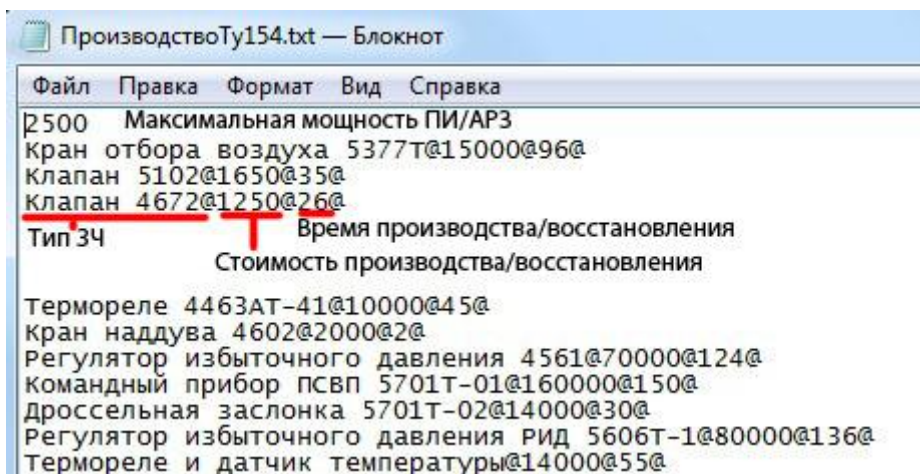 ПроизводствоТу154.txt — Блокнот
Файл Правка Формат Вид Справка
2500 Максимальная мощность ПИ/АРЗ
Кран отбора воздуха 5377Т@15000@96@
Клапан 5102@1650@35@
Клапан 4672@1250@26@
Тип ЗЧ
Время производства/восстановления
Стоимость производства/восстановления
Термореле 4463АТ-41@10000@45@
Кран наддува 4602@2000@2@
Регулятор избыточного давления 4561@70000@124@
Командный прибор ПСВП 5701Т-01@160000@150@
Дроссельная заслонка 5701Т-02@14000@30@
Регулятор избыточного давления РИД 5606Т-1@80000@136@
Термореле и датчик температуры@14000@55@